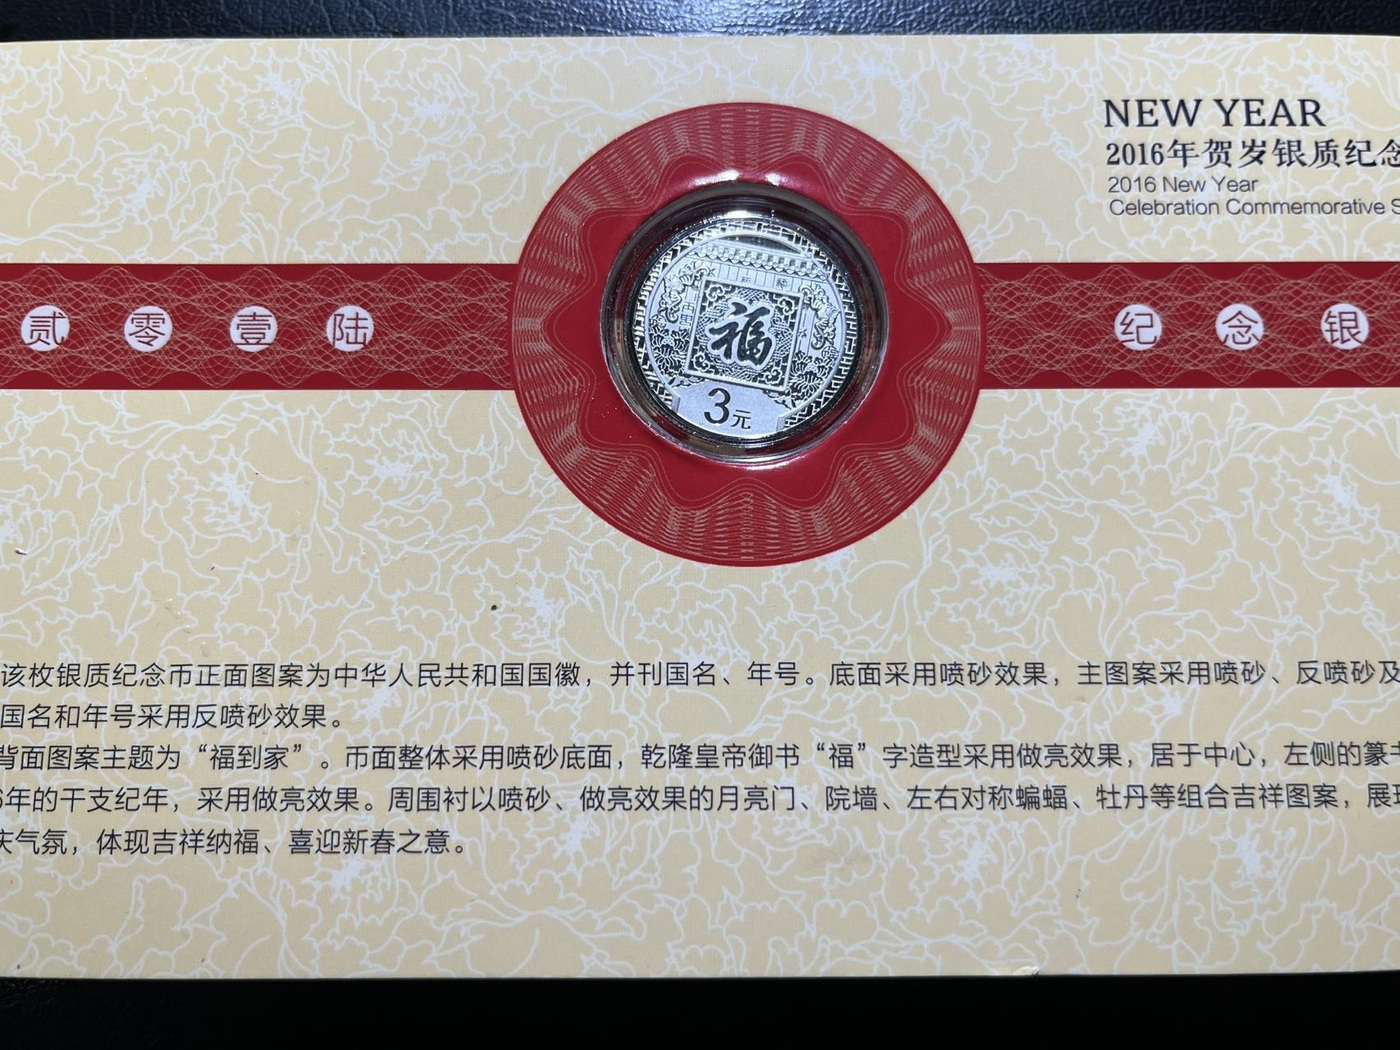 NEW YEAR
2016年贺岁银质纪念
2016 New Year
Celebration Commemorative S
贰零壹陆
福
3元
纪念银
该枚银质纪念币正面图案为中华人民共和国国徽，并刊国名、年号。底面采用喷砂效果，主图案采用喷砂、反喷砂及
国名和年号采用反喷砂效果。
背面图案主题为“福到家”。币面整体采用喷砂底面，乾隆皇帝御书“福”字造型采用做亮效果，居于中心，左侧的篆书
6年的干支纪年，采用做亮效果。周围衬以喷砂、做亮效果的月亮门、院墙、左右对称蝙蝠、牡丹等组合吉祥图案，展现
庆气氛，体现吉祥纳福、喜迎新春之意。